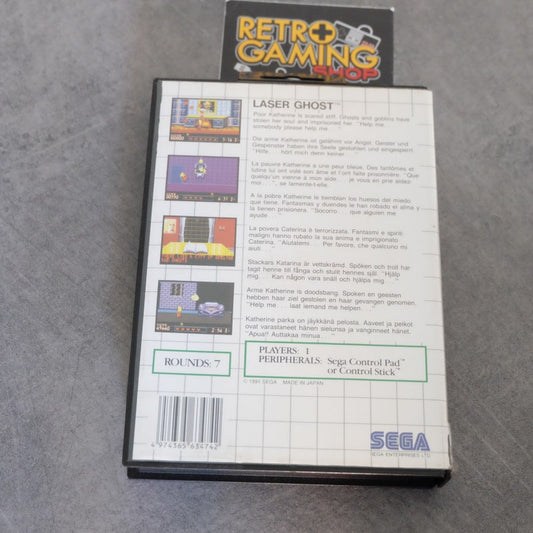 RETRO
GAMING
SHOP
LASER GHOST™
Poor Katherine is scared stiff. Ghosts and goblins have
stolen her soul and imprisoned her. "Help me.
somebody please help me.
Die arme Katherine ist gelähmt vor Angst. Geister und
Gespenster haben ihre Seele gestohlen und eingesperrt.
"Hilfe. hört mich denn keiner
La pauvre Katherine a une peur bleue. Des fantômes et
lutins lui ont volé son âme et l'ont faite prisonnière. "Que
quelqu'un vienne à mon aide. je vous en prie aidez
moi se lamente-t-elle.
A la pobre Katherine le tiemblan los huesos del miedo
que tiene. Fantasmas y duendes le han robado el alma y
la tienen prisionera. "Socorro que alguien me
ayude
La povera Caterina è terrorizzata. Fantasmi e spiriti
maligni hanno rubato la sua anima e imprigionato
Caterina. "Aiutatemi. Per favore, che qualcuno mi
aiuti
Stackars Katarina är vettskrämd. Spöken och troll har
tagit henne till fånga och stulit hennes själ. "Hjälp
mig. Kan någon vara snäll och hjälpa mig.
Arme Katherine is doodsbang. Spoken en geesten
hebben haar ziel gestolen en haar gevangen genomen.
"Help me laat iemand me helpen
Katherine parka on jäykkänä pelosta. Aaveet ja peikot
ovat varastaneet hänen sielunsa ja vanginneet hänet.
"Apua!! Auttakaa minua
ROUNDS: 7
PLAYERS: 1
PERIPHERALS: Sega Control Pad™
or Control Stick™
© 1991 SEGA MADE IN JAPAN
4 974365 634742
SEGA
SEGA ENTERPRISES LTD.